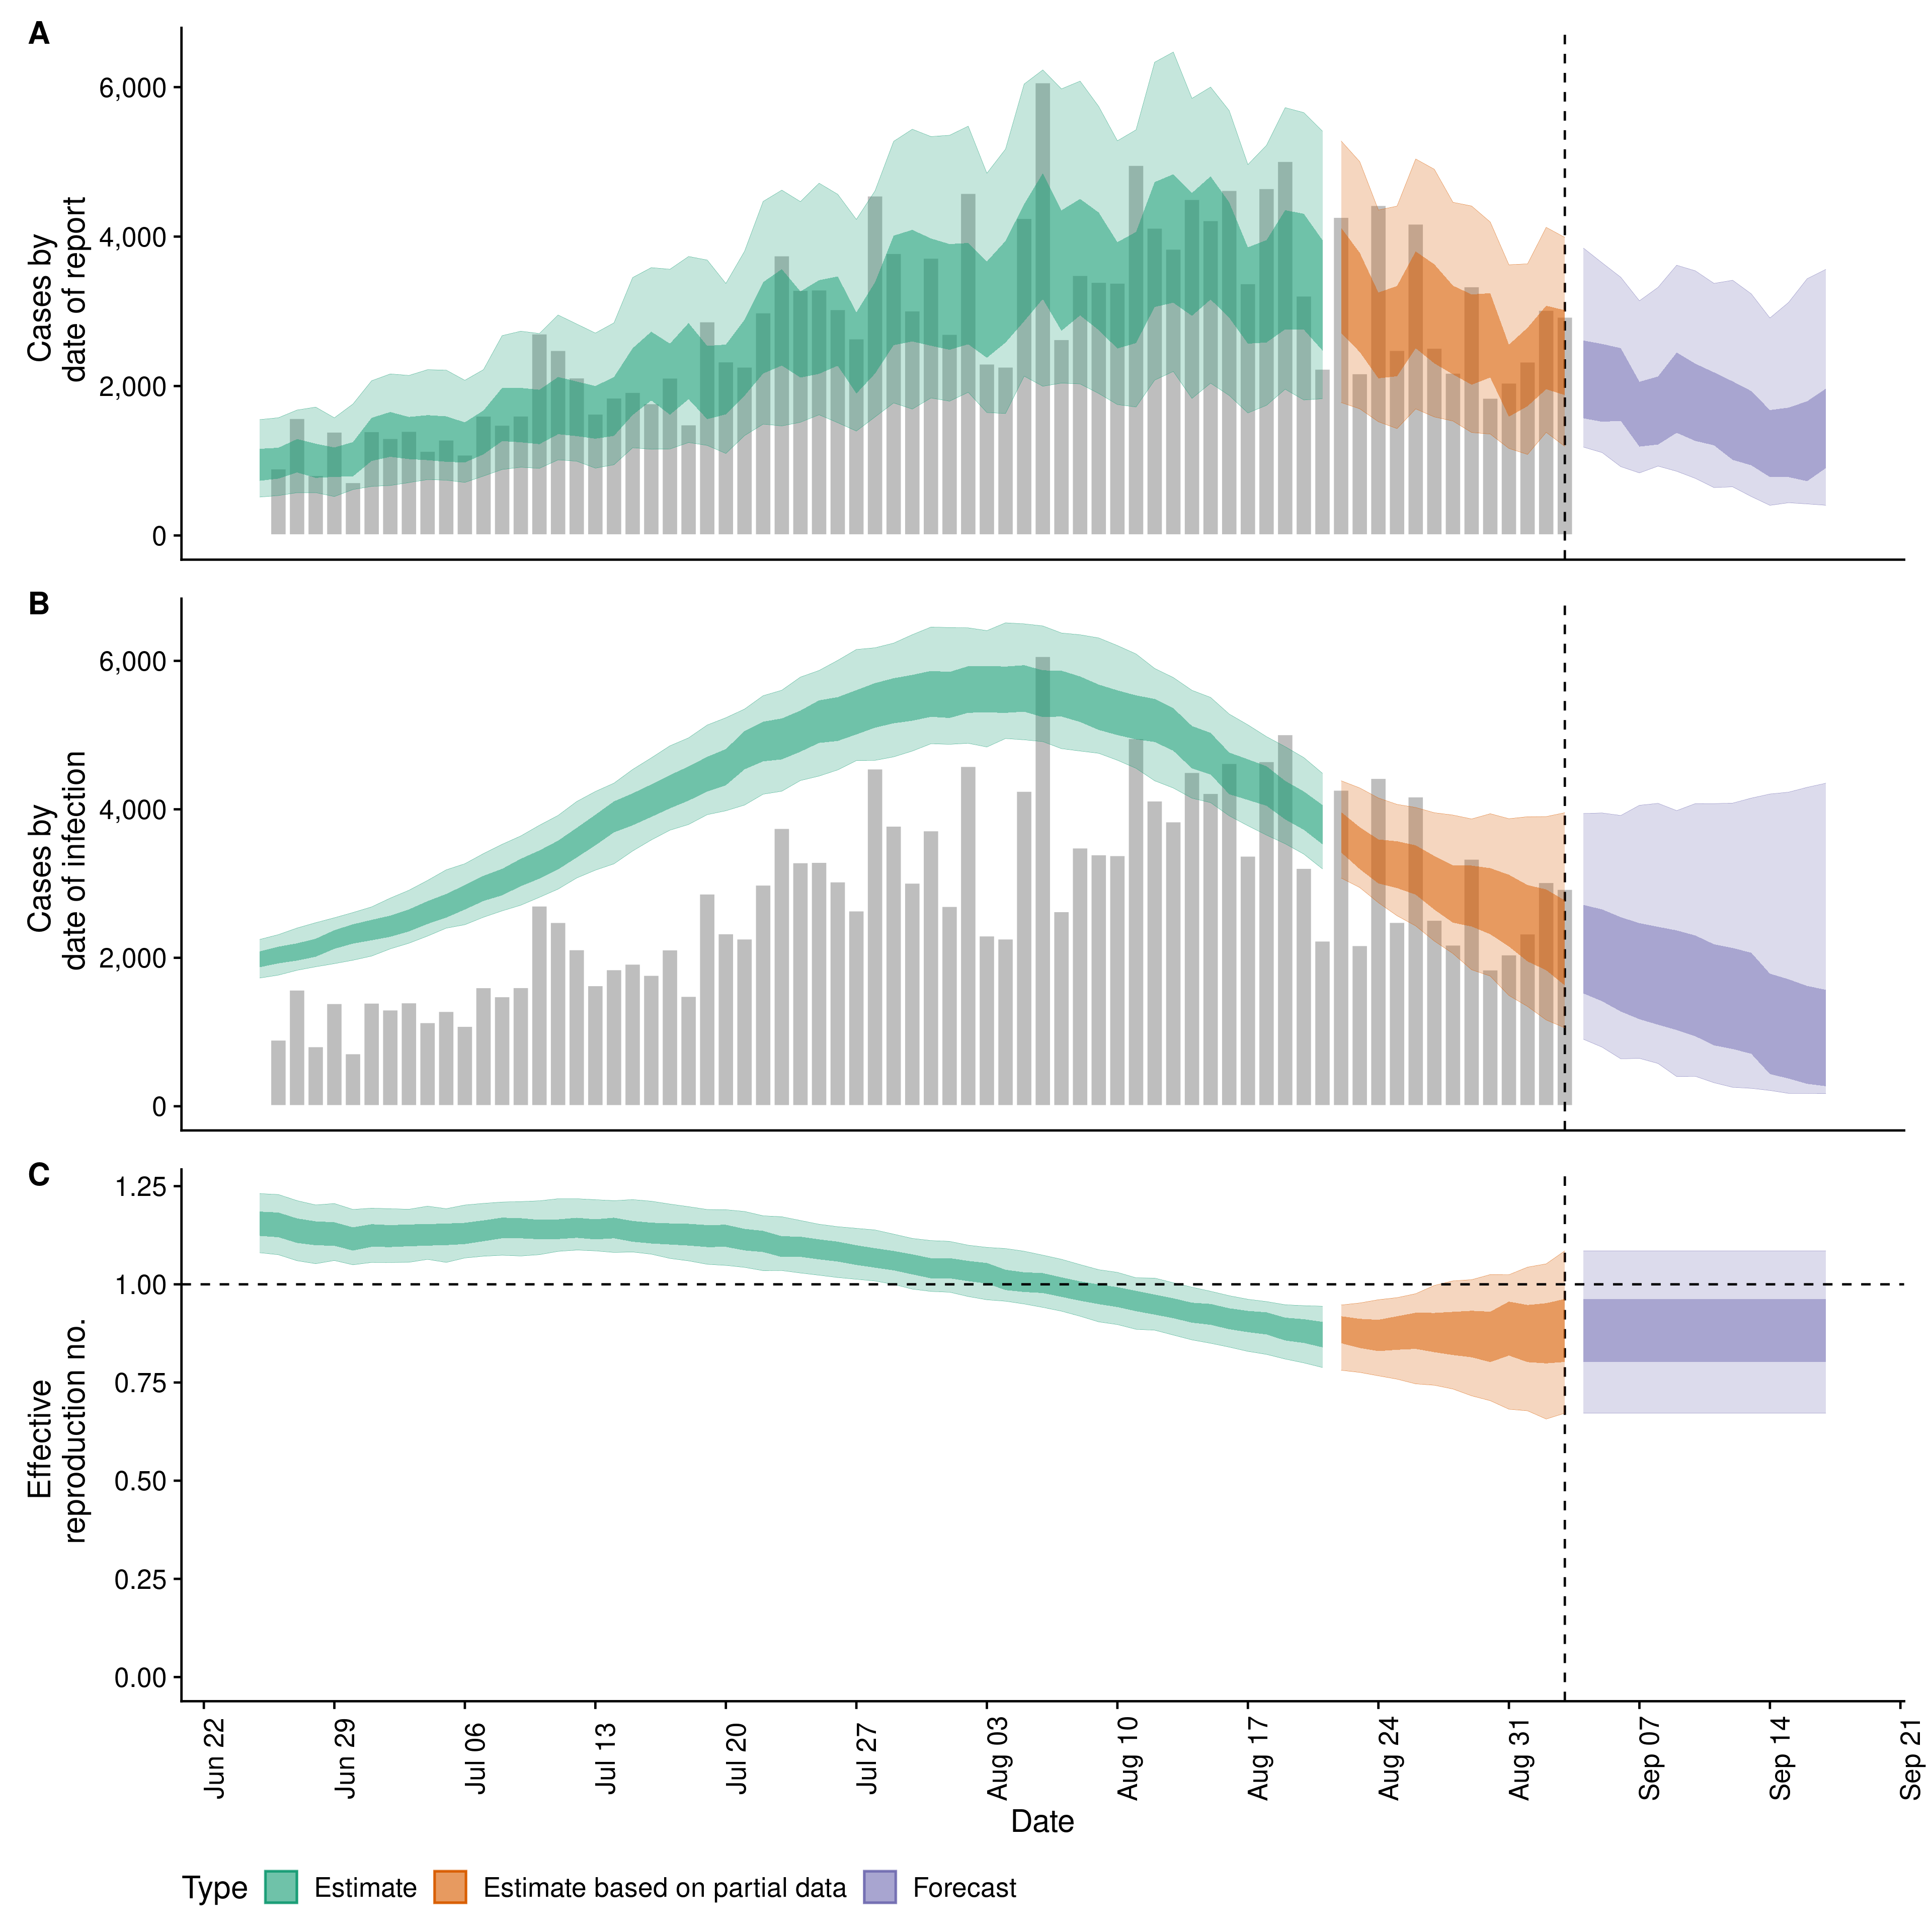 A
Cases by
date of report
6,000
4,000
2,000
0
B
Cases by
date of infection
6,000
4,000
2,000
0
C
Effective
reproduction no.
1.25
1.00
0.75
0.50
0.25
0.00
Jun 22
Jun 29
Jul 06
Jul 13
Jul 20
Jul 27
Aug 03
Aug 10
Aug 17
Aug 24
Aug 31
Sep 07
Sep 14
Sep 21
Date
Type Estimate Estimate based on partial data Forecast